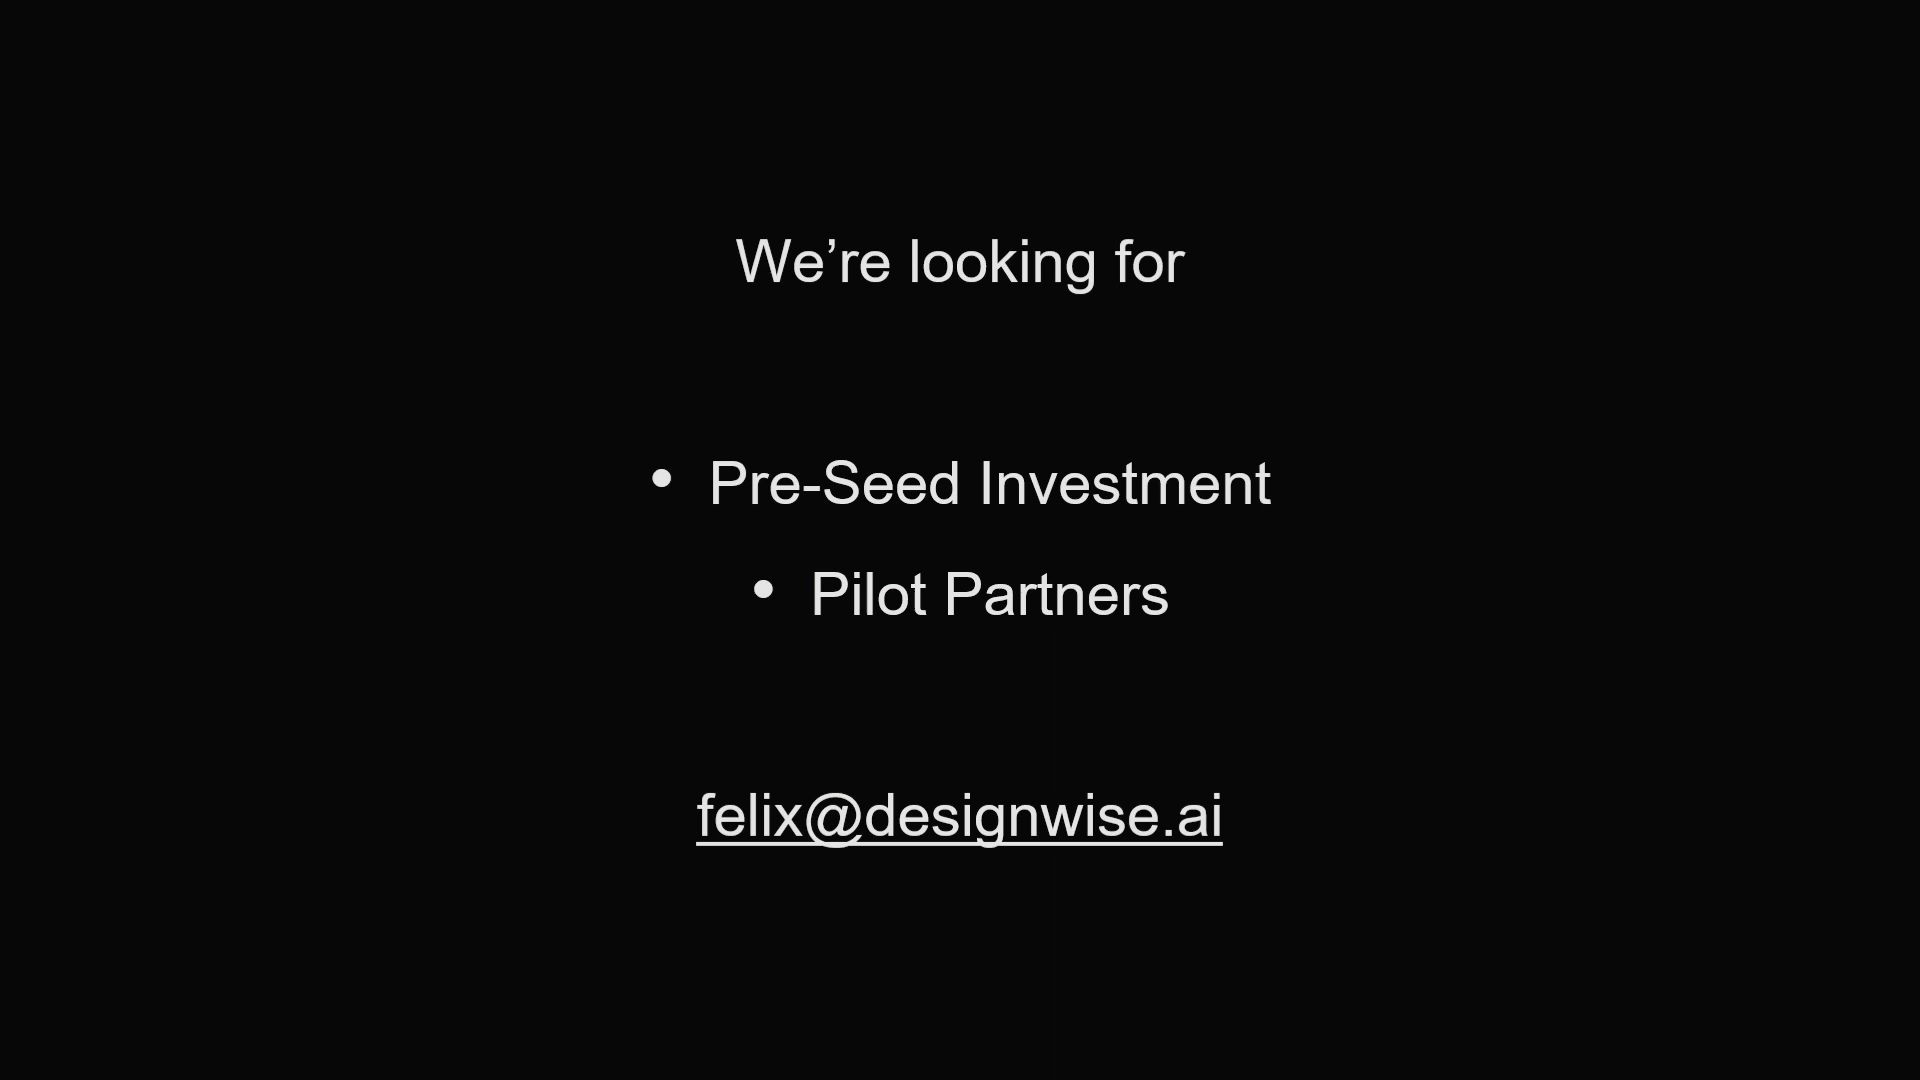 We’re looking for
• Pre-Seed Investment
• Pilot Partners
felix@designwise.ai